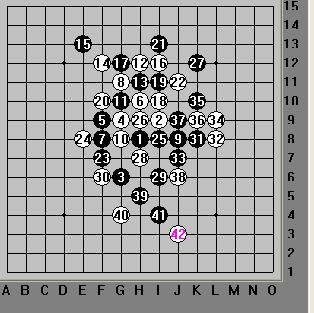 15
14
15 21 13
14 17 12 16 27 12
8 13 19 22 11
20 11 6 18 35 10
5 4 26 2 37 36 34 9
24 7 10 1 25 9 31 32 8
23 28 33 7
30 3 29 38 6
39 5
40 41 4
42 3
2
1
A B C D E F G H I J K L M N O